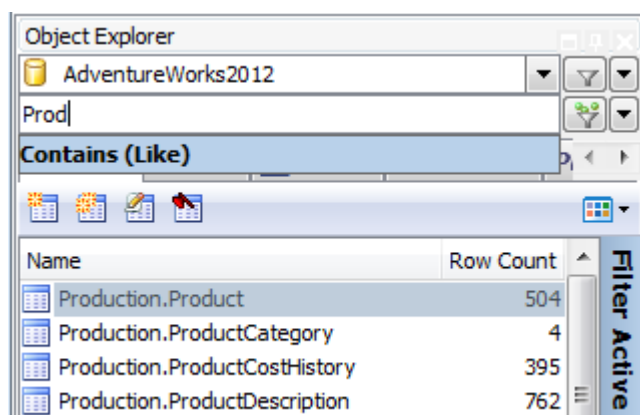 Object Explorer
AdventureWorks2012
Prod
Contains (Like)
Name Row Count
Production.Product 504
Production.ProductCategory 4
Production.ProductCostHistory 395
Production.ProductDescription 762
Filter Active